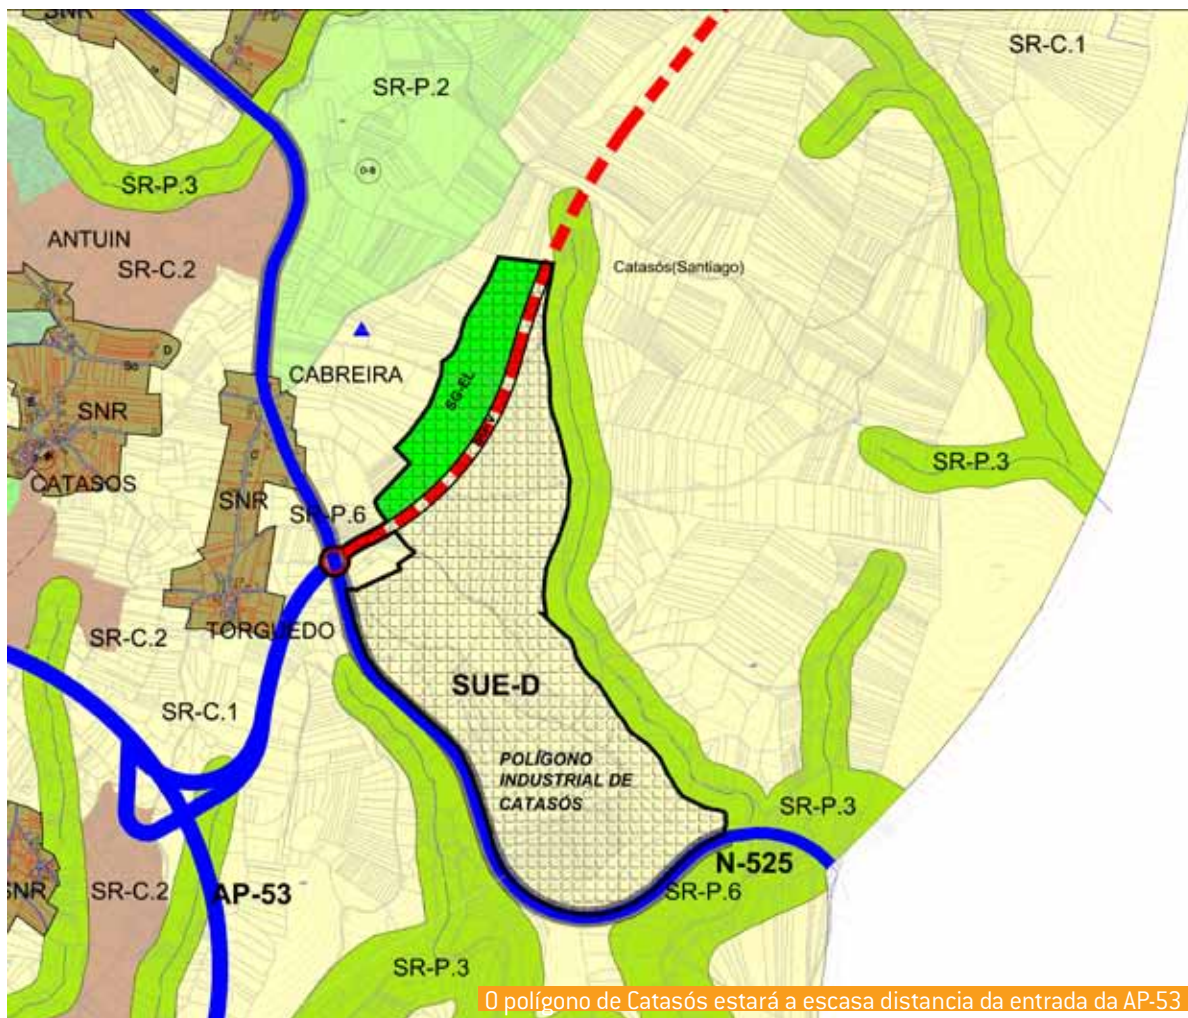 SNR
SR-C.1
SR-P.2
SR-P.3
ANTUIN
SR-C.2
Catasós(Santiago)
CABREIRA
SG-EL
SNR
CATASOS
SNR
SR-P.6
SR-P.3
SR-C.2
TORGUEDO
SUE-D
SR-C.1
POLÍGONO
INDUSTRIAL DE
CATASÓS
SR-P.3
N-525
SNR
SR-C.2
AP-53
SR-P.6
SR-P.3
O polígono de Catasós estará a escasa distancia da entrada da AP-53